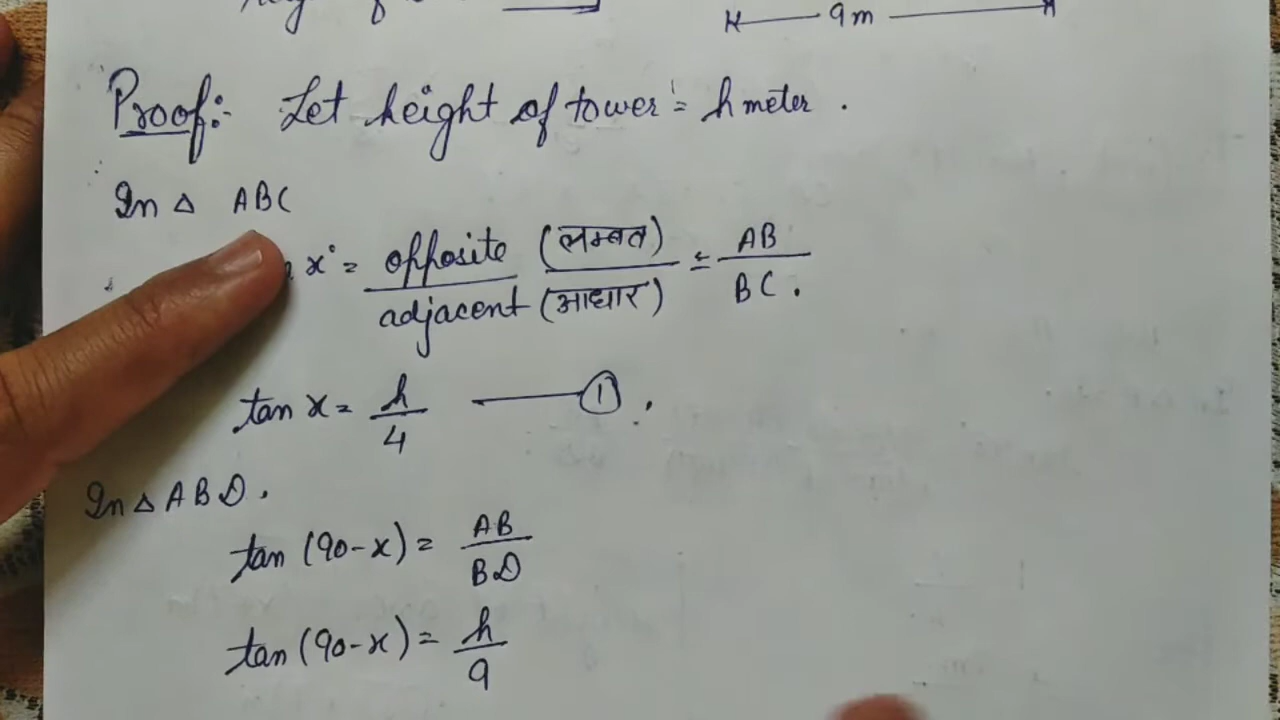 9m
Proof:- Let height of tower = h meter .
In △ ABC
x° = opposite (लम्बत) / adjacent (आधार) = AB / BC .
tan x = h / 4 —— ① .
In △ ABD .
tan (90-x) = AB / BD
tan (90-x) = h / 9